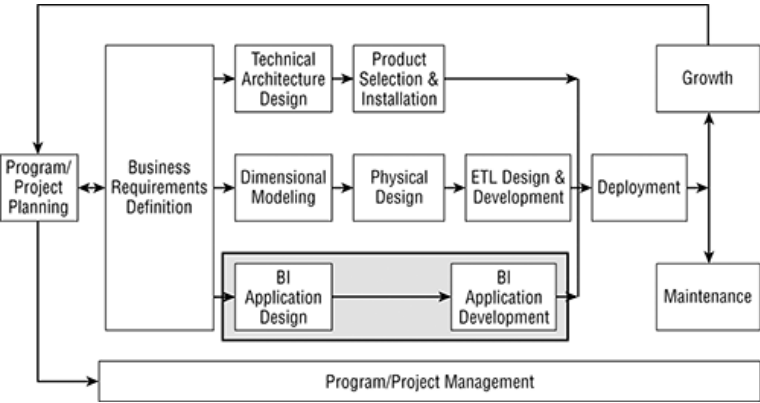 Program/
Project
Planning
Business
Requirements
Definition
Technical
Architecture
Design
Product
Selection &
Installation
Dimensional
Modeling
Physical
Design
ETL Design &
Development
BI
Application
Design
BI
Application
Development
Deployment
Growth
Maintenance
Program/Project Management